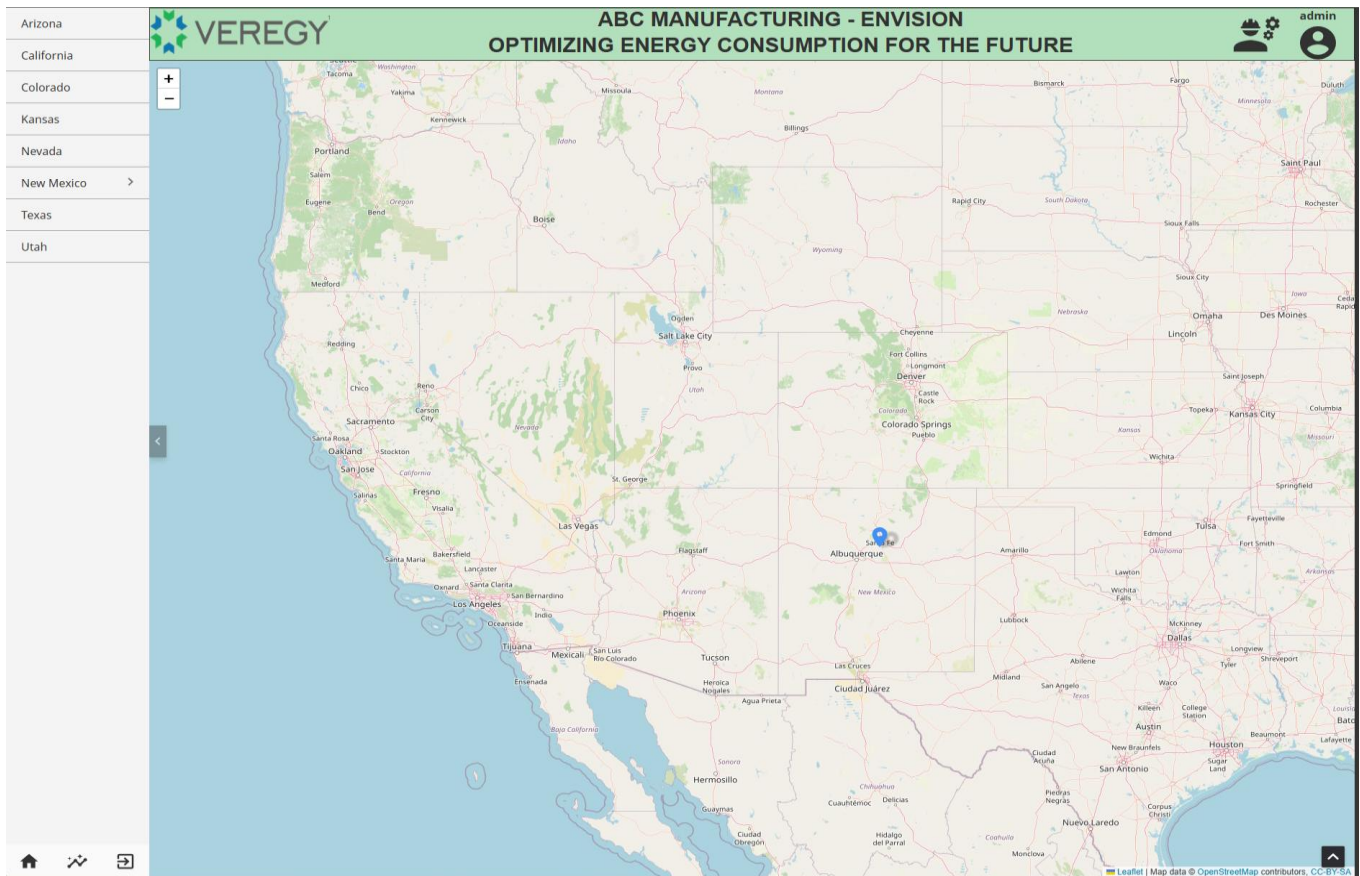 Arizona
California
Colorado
Kansas
Nevada
New Mexico
Texas
Utah
VEREGY
ABC MANUFACTURING - ENVISION
OPTIMIZING ENERGY CONSUMPTION FOR THE FUTURE
admin
+
−
Tacoma
Washington
Yakima
Kennewick
Missoula
Montana
Billings
Bismarck
Fargo
Duluth
Minnesota
Idaho
Portland
Salem
Eugene
Oregon
Bend
Boise
Medford
Saint Paul
Rochester
Rapid City
South Dakota
Sioux Falls
Wyoming
Sioux City
Iowa
Cedar
Rapid
Nebraska
Omaha
Des Moines
Lincoln
Redding
Ogden
Salt Lake City
Provo
Utah
Cheyenne
Fort Collins
Longmont
Denver
Castle
Rock
Colorado
Colorado Springs
Pueblo
Saint Joseph
Topeka
Kansas City
Columbia
Kansas
Missouri
Wichita
Springfield
Chico
Reno
Carson
City
Sacramento
Nevada
Santa Rosa
Oakland
Stockton
San Jose
California
Salinas
Fresno
Visalia
St. George
Las Vegas
Bakersfield
Santa Maria
Lancaster
Oxnard
Santa Clarita
San Bernardino
Los Angeles
Indio
Oceanside
Tijuana
Mexicali
San Luis
Río Colorado
Ensenada
Flagstaff
Arizona
Phoenix
Tucson
Heroica
Nogales
Agua Prieta
Albuquerque
New Mexico
Las Cruces
Ciudad Juárez
Amarillo
Lubbock
Edmond
Oklahoma
Tulsa
Fayetteville
Fort Smith
Arkansas
Lawton
Wichita
Falls
McKinney
Dallas
Longview
Tyler
Shreveport
Abilene
Midland
San Angelo
Texas
Waco
Killeen
College
Station
Austin
Louisia
Bato
Beaumont
Lafayette
New Braunfels
Houston
San Antonio
Sugar
Land
Baja California
Sonora
Hermosillo
Guaymas
Ciudad
Obregón
Chihuahua
Cuauhtémoc
Delicias
Hidalgo
del Parral
Ciudad
Acuña
Piedras
Negras
Coahuila
Nuevo Laredo
Monclova
Corpus
Christi
Leaflet | Map data © OpenStreetMap contributors, CC-BY-SA